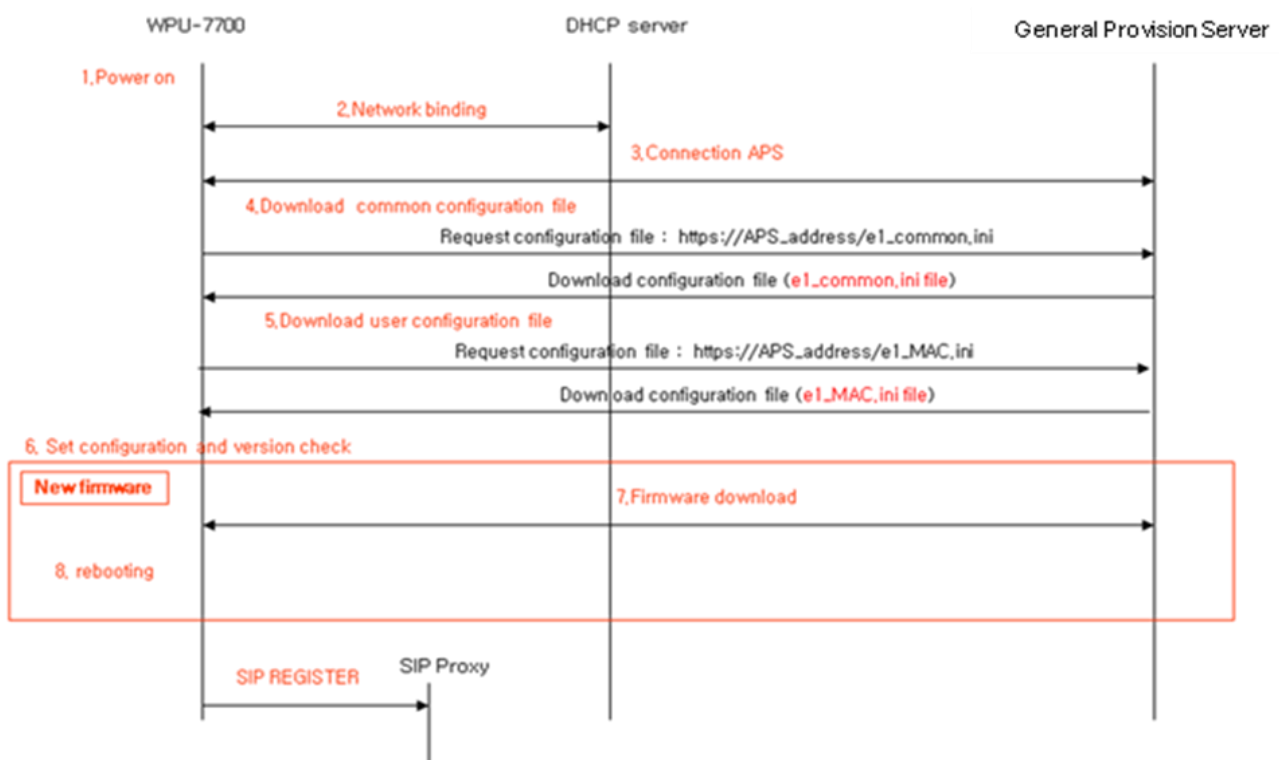 WPU-7700
DHCP server
General Provision Server
1,Power on
2,Network binding
3,Connection APS
4,Download common configuration file
Request configuration file : https://APS_address/e1_common,ini
Download configuration file (e1_common,ini file)
5,Download user configuration file
Request configuration file : https://APS_address/e1_MAC,ini
Download configuration file (e1_MAC,ini file)
6, Set configuration and version check
New firmware
7,Firmware download
8, rebooting
SIP REGISTER
SIP Proxy